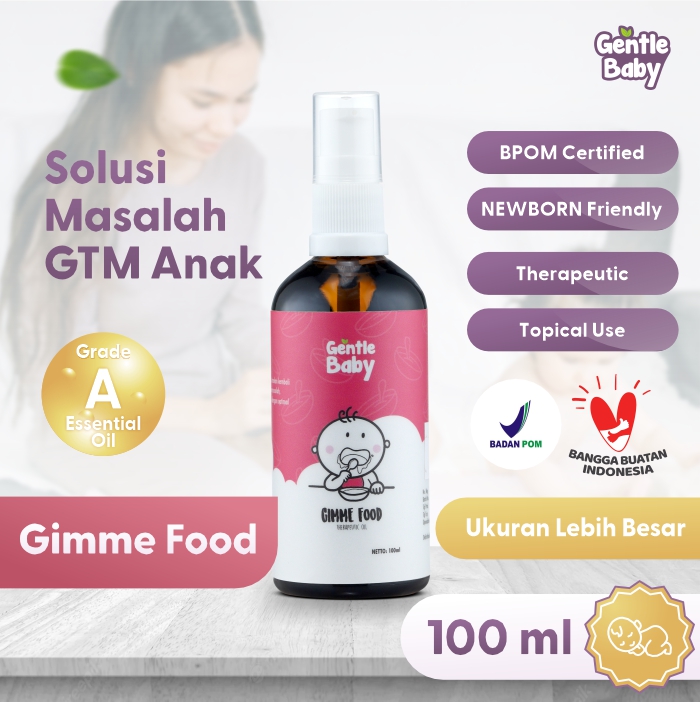 Gentle
Baby
Solusi
Masalah
GTM Anak
BPOM Certified
NEWBORN Friendly
Therapeutic
Topical Use
Grade
A
Essential
Oil
Gentle
Baby
GIMME FOOD
THERAPEUTIC OIL
NETTO: 100ml
BADAN POM
BANGGA BUATAN
INDONESIA
Gimme Food
Ukuran Lebih Besar
100 ml